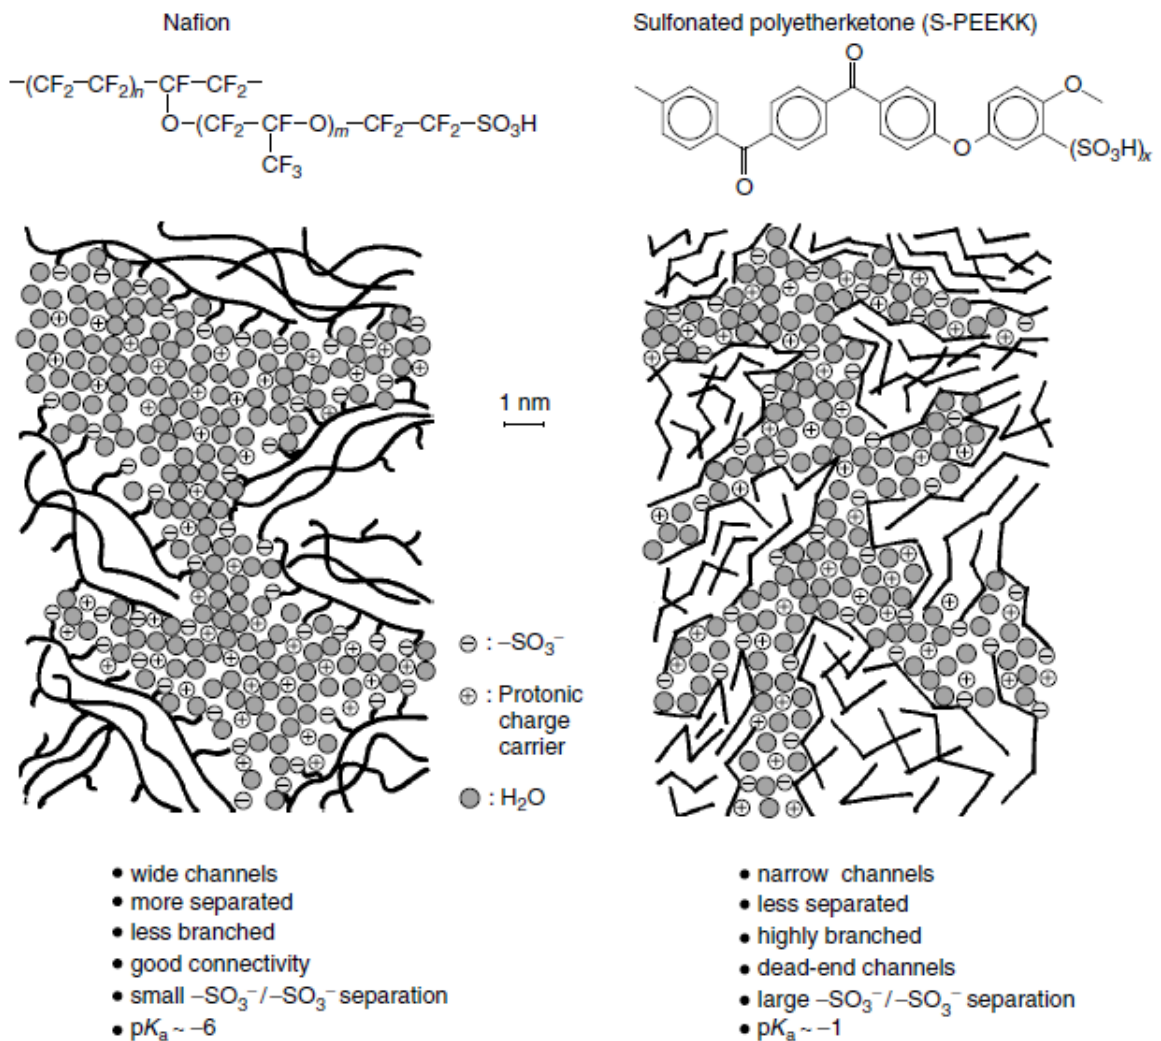 Nafion
Sulfonated polyetherketone (S-PEEKK)
–(CF₂–CF₂)ₙ–CF–CF₂–
O–(CF₂–CF–O)ₘ–CF₂–CF₂–SO₃H
CF₃
O
O
O
O
(SO₃H)ₓ
1 nm
⊖ : –SO₃⁻
⊕ : Protonic
charge
carrier
: H₂O
• wide channels
• more separated
• less branched
• good connectivity
• small –SO₃⁻/–SO₃⁻ separation
• pKₐ ~ –6
• narrow channels
• less separated
• highly branched
• dead-end channels
• large –SO₃⁻/–SO₃⁻ separation
• pKₐ ~ –1